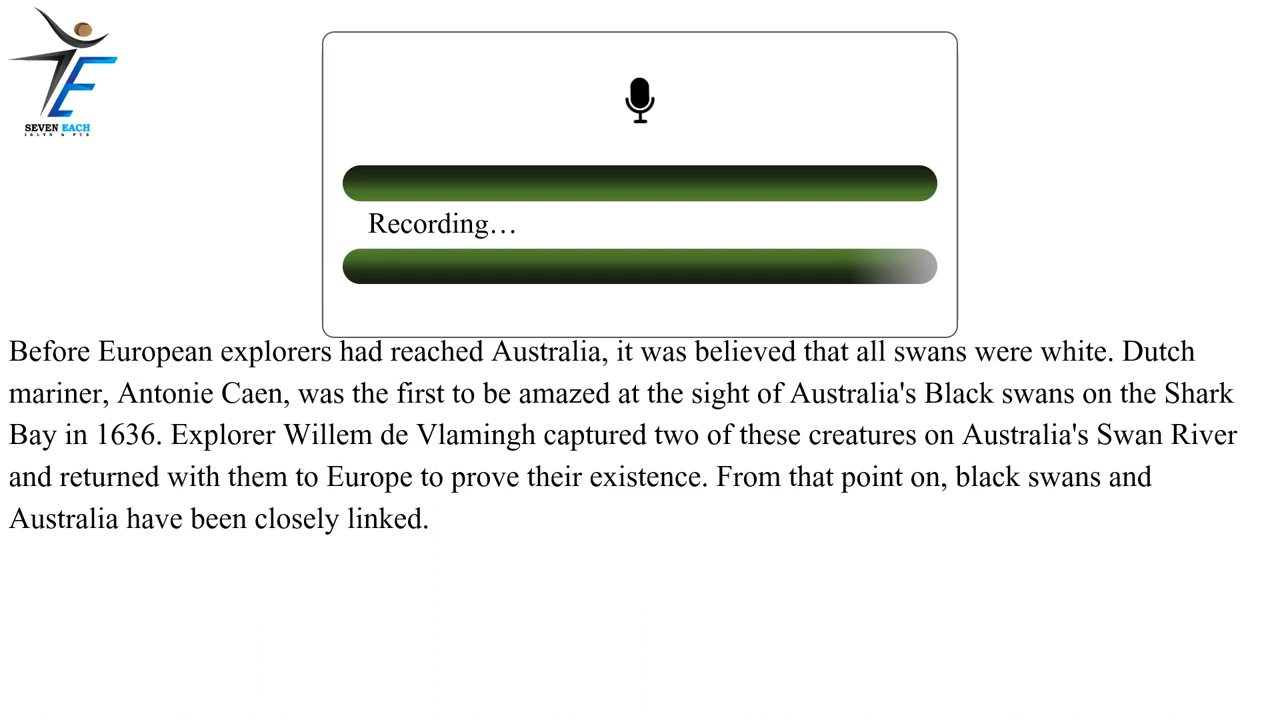 SEVEN EACH
IELTS & PTE
Recording…
Before European explorers had reached Australia, it was believed that all swans were white. Dutch
mariner, Antonie Caen, was the first to be amazed at the sight of Australia's Black swans on the Shark
Bay in 1636. Explorer Willem de Vlamingh captured two of these creatures on Australia's Swan River
and returned with them to Europe to prove their existence. From that point on, black swans and
Australia have been closely linked.